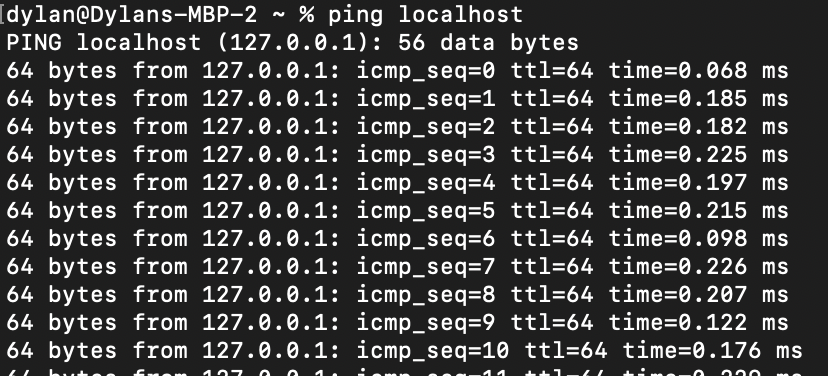 dylan@Dylans-MBP-2 ~ % ping localhost
PING localhost (127.0.0.1): 56 data bytes
64 bytes from 127.0.0.1: icmp_seq=0 ttl=64 time=0.068 ms
64 bytes from 127.0.0.1: icmp_seq=1 ttl=64 time=0.185 ms
64 bytes from 127.0.0.1: icmp_seq=2 ttl=64 time=0.182 ms
64 bytes from 127.0.0.1: icmp_seq=3 ttl=64 time=0.225 ms
64 bytes from 127.0.0.1: icmp_seq=4 ttl=64 time=0.197 ms
64 bytes from 127.0.0.1: icmp_seq=5 ttl=64 time=0.215 ms
64 bytes from 127.0.0.1: icmp_seq=6 ttl=64 time=0.098 ms
64 bytes from 127.0.0.1: icmp_seq=7 ttl=64 time=0.226 ms
64 bytes from 127.0.0.1: icmp_seq=8 ttl=64 time=0.207 ms
64 bytes from 127.0.0.1: icmp_seq=9 ttl=64 time=0.122 ms
64 bytes from 127.0.0.1: icmp_seq=10 ttl=64 time=0.176 ms